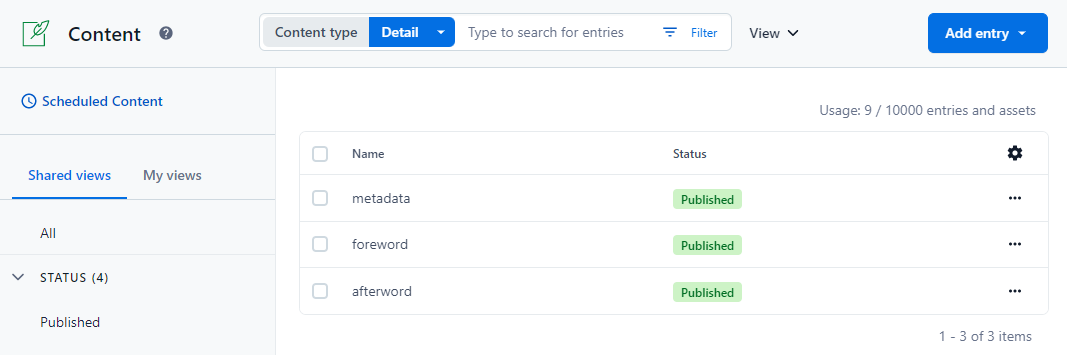 Content ?
Content type Detail Type to search for entries Filter View Add entry
Scheduled Content
Usage: 9 / 10000 entries and assets
Shared views My views
Name Status
metadata Published
foreword Published
afterword Published
All
STATUS (4)
Published
1 - 3 of 3 items